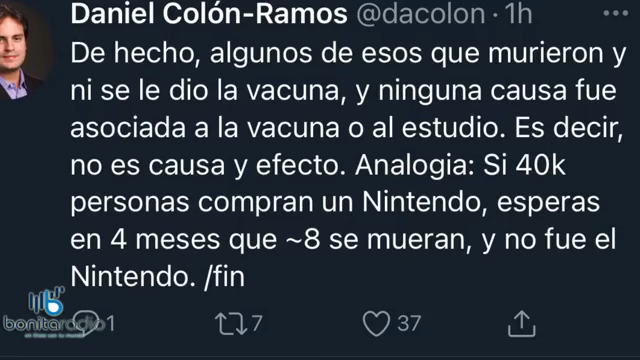 Daniel Colón-Ramos @dacolon · 1h
De hecho, algunos de esos que murieron y
ni se le dio la vacuna, y ninguna causa fue
asociada a la vacuna o al estudio. Es decir,
no es causa y efecto. Analogia: Si 40k
personas compran un Nintendo, esperas
en 4 meses que ~8 se mueran, y no fue el
Nintendo. /fin
bonitaradio
1 7 37